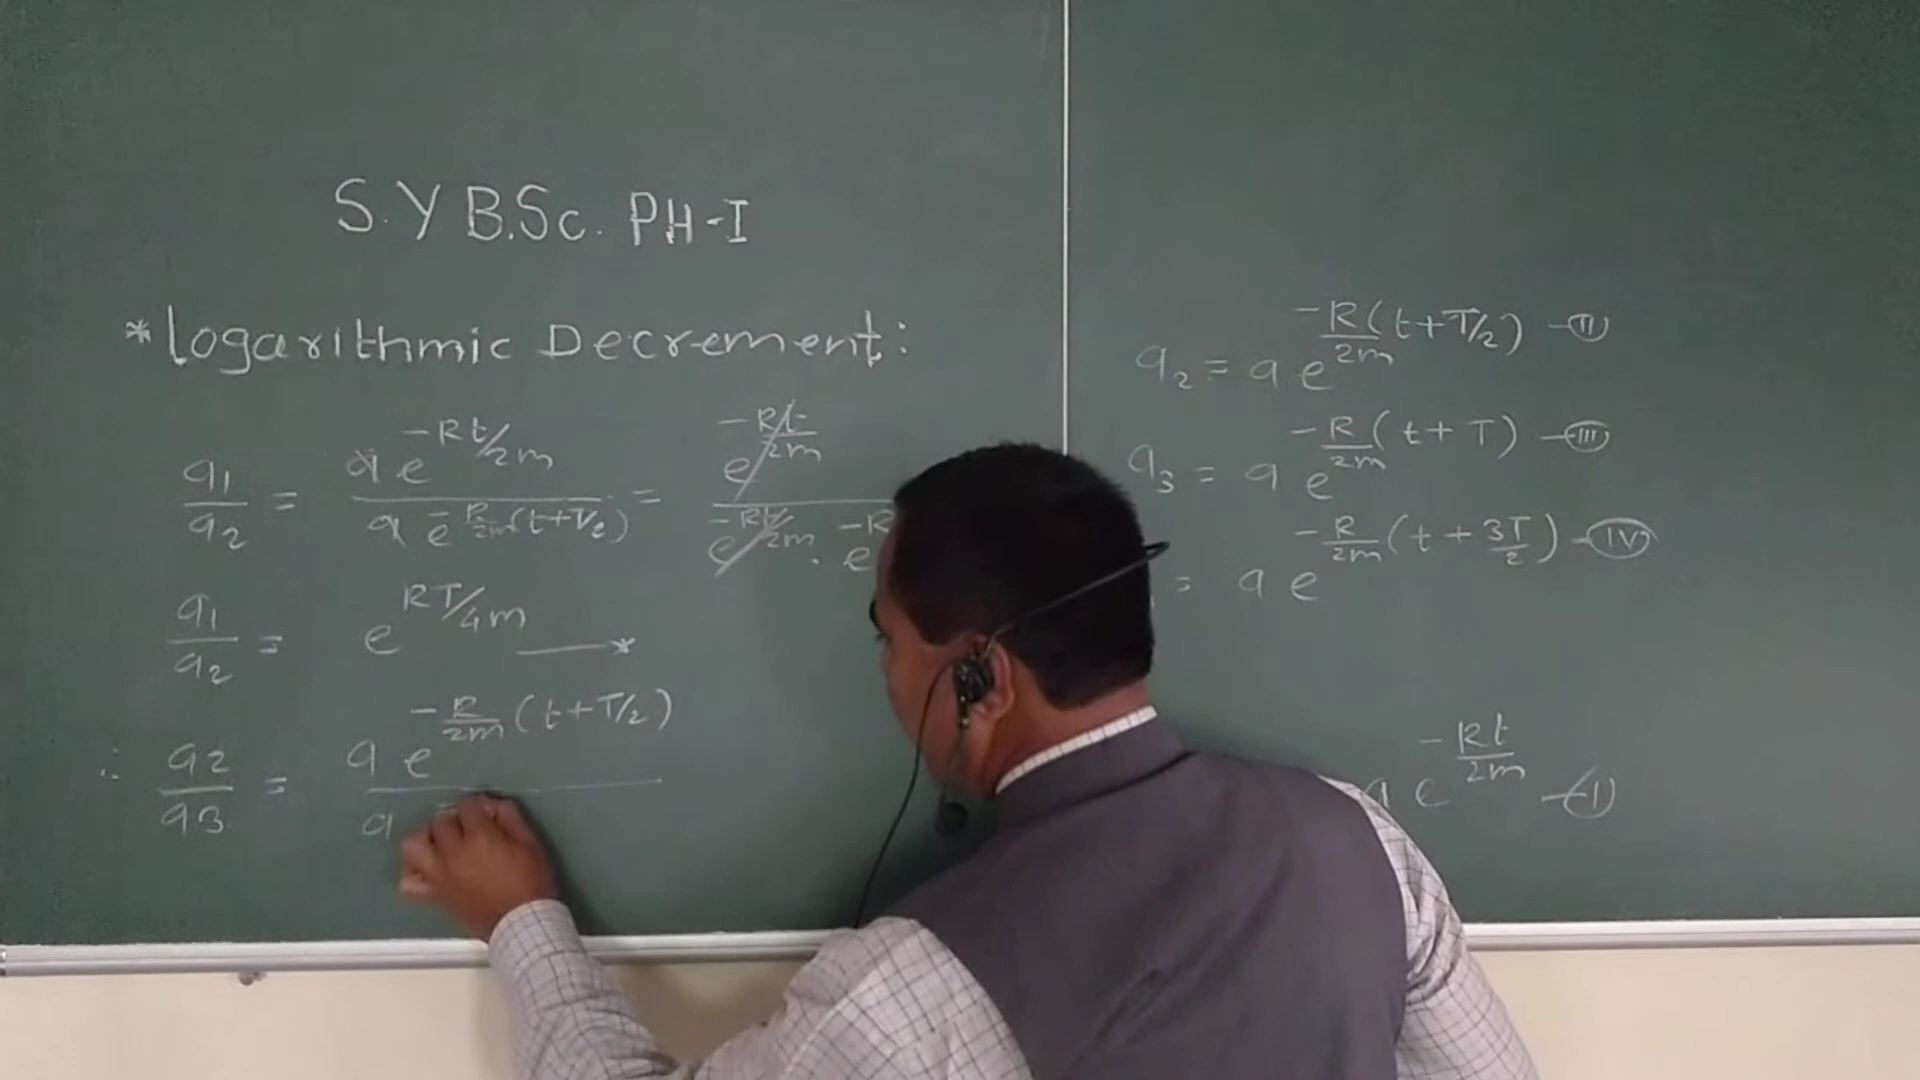 S.Y B.Sc. PH-I
* Logarithmic Decrement:
a1/a2 = a e^(-Rt/2m) / a e^(-R/2m (t+T/2)) = e^(-Rt/2m) / e^(-Rt/2m) . e^(-R
a1/a2 = e^(RT/4m) —*
∴ a2/a3 = a e^(-R/2m (t+T/2)) / a
a2 = a e^(-R/2m (t+T/2)) —(II)
a3 = a e^(-R/2m (t+T)) —(III)
= a e^(-R/2m (t+3T/2)) —(IV)
a e^(-Rt/2m) —(I)